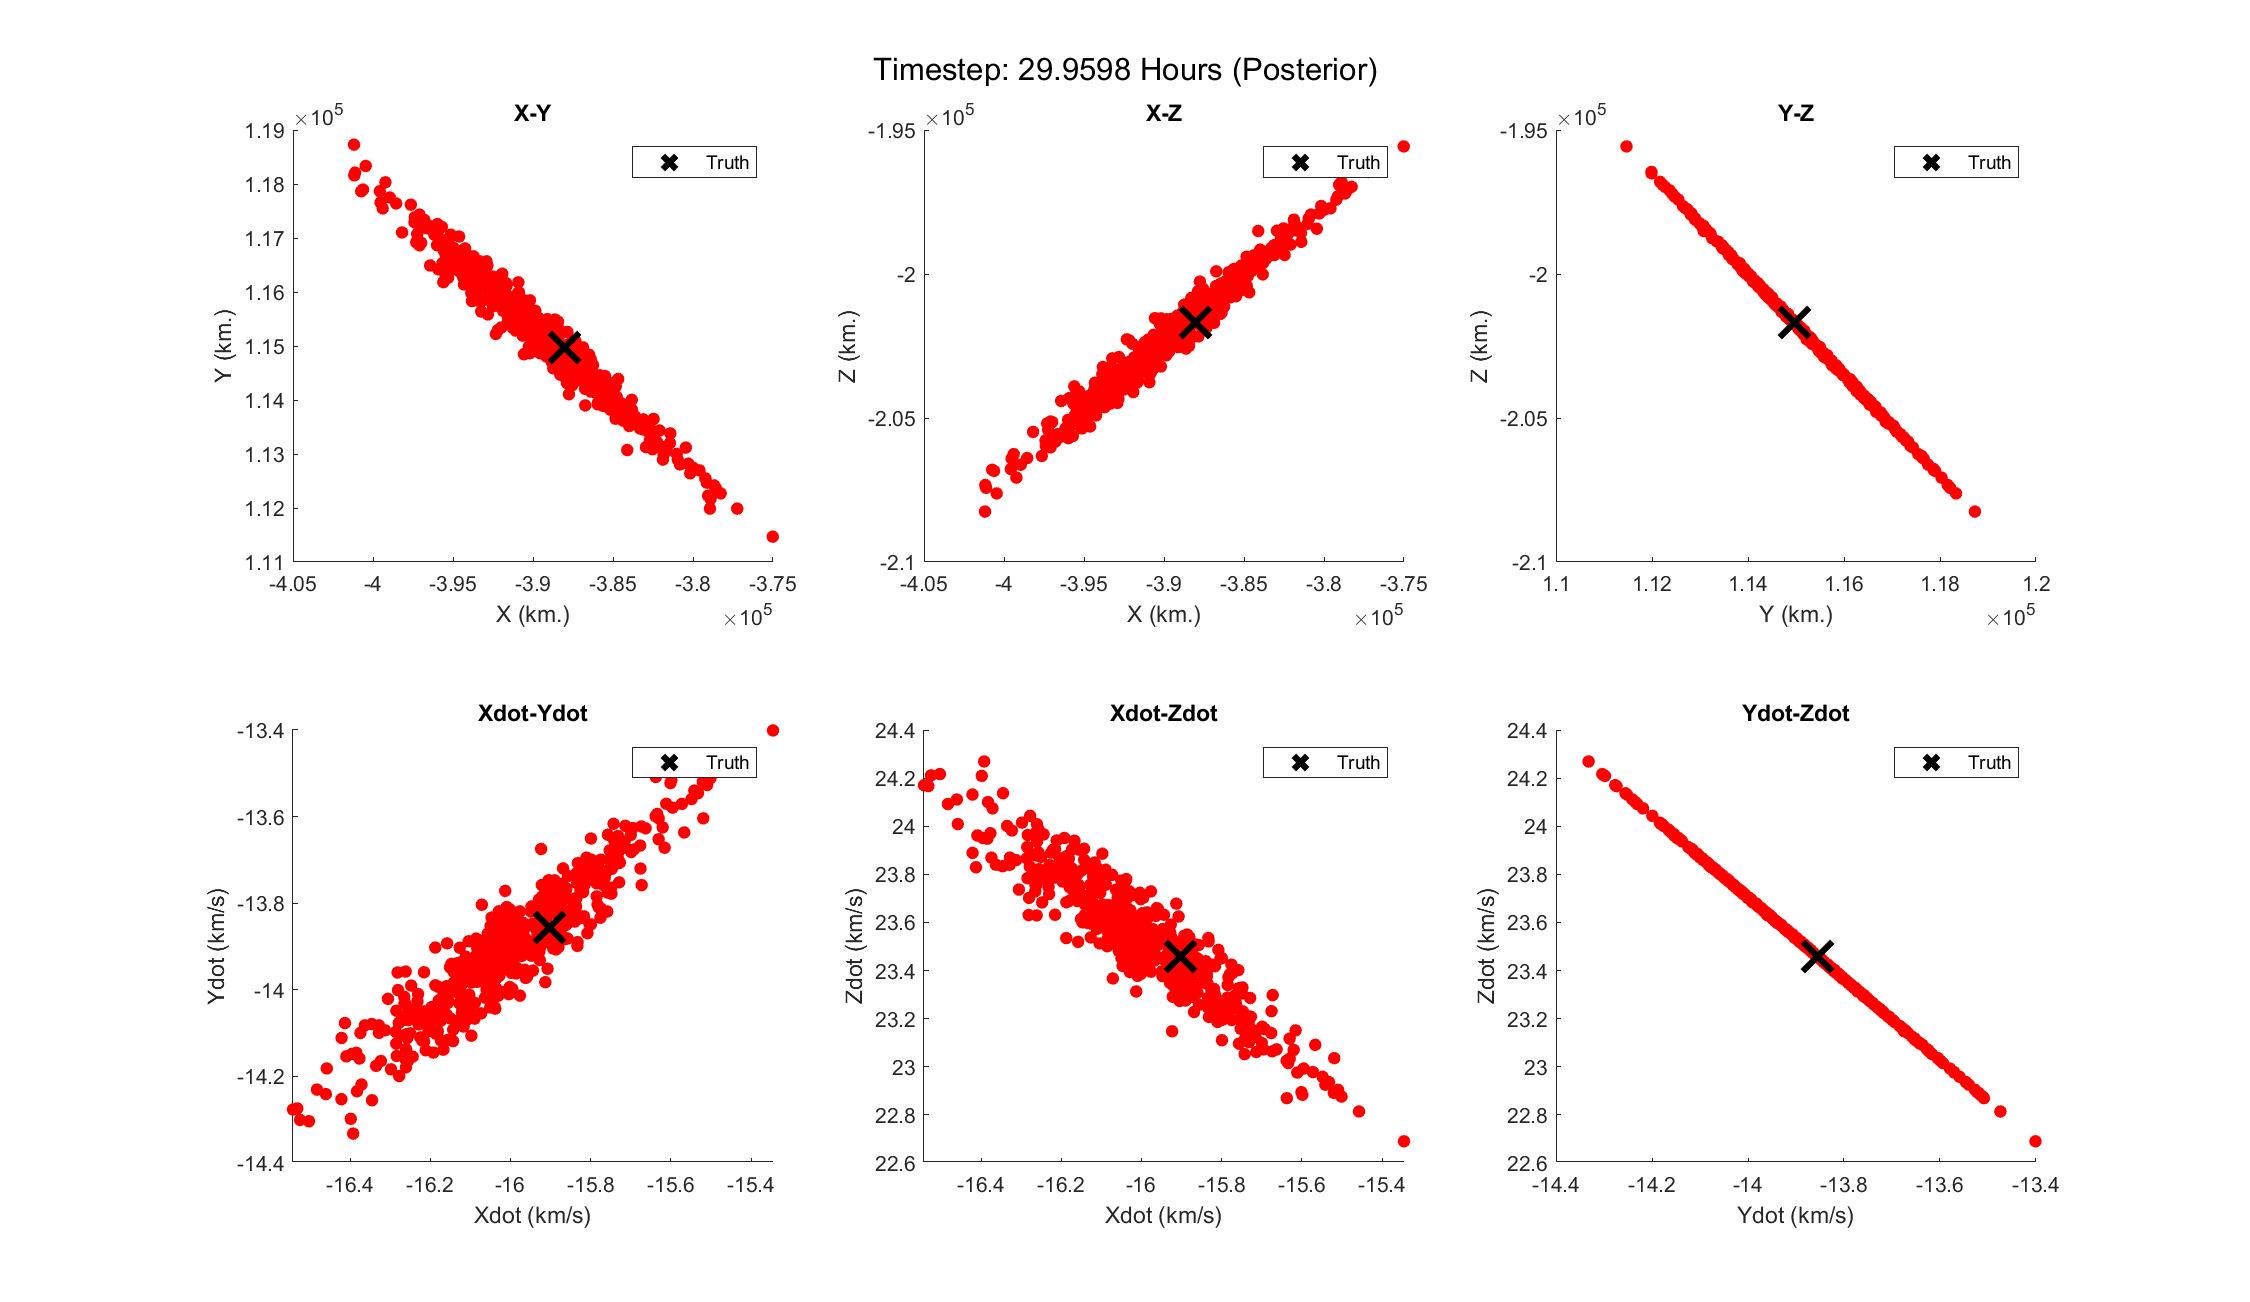 Timestep: 29.9598 Hours (Posterior)
X-Y
×10^5
1.19
1.18
1.17
1.16
1.15
1.14
1.13
1.12
1.11
Y (km.)
Truth
-4.05 -4 -3.95 -3.9 -3.85 -3.8 -3.75
X (km.)
×10^5
X-Z
×10^5
-1.95
-2
-2.05
-2.1
Z (km.)
Truth
-4.05 -4 -3.95 -3.9 -3.85 -3.8 -3.75
X (km.)
×10^5
Y-Z
×10^5
-1.95
-2
-2.05
-2.1
Z (km.)
Truth
1.1 1.12 1.14 1.16 1.18 1.2
Y (km.)
×10^5
Xdot-Ydot
-13.4
-13.6
-13.8
-14
-14.2
-14.4
Ydot (km/s)
Truth
-16.4 -16.2 -16 -15.8 -15.6 -15.4
Xdot (km/s)
Xdot-Zdot
24.4
24.2
24
23.8
23.6
23.4
23.2
23
22.8
22.6
Zdot (km/s)
Truth
-16.4 -16.2 -16 -15.8 -15.6 -15.4
Xdot (km/s)
Ydot-Zdot
24.4
24.2
24
23.8
23.6
23.4
23.2
23
22.8
22.6
Zdot (km/s)
Truth
-14.4 -14.2 -14 -13.8 -13.6 -13.4
Ydot (km/s)